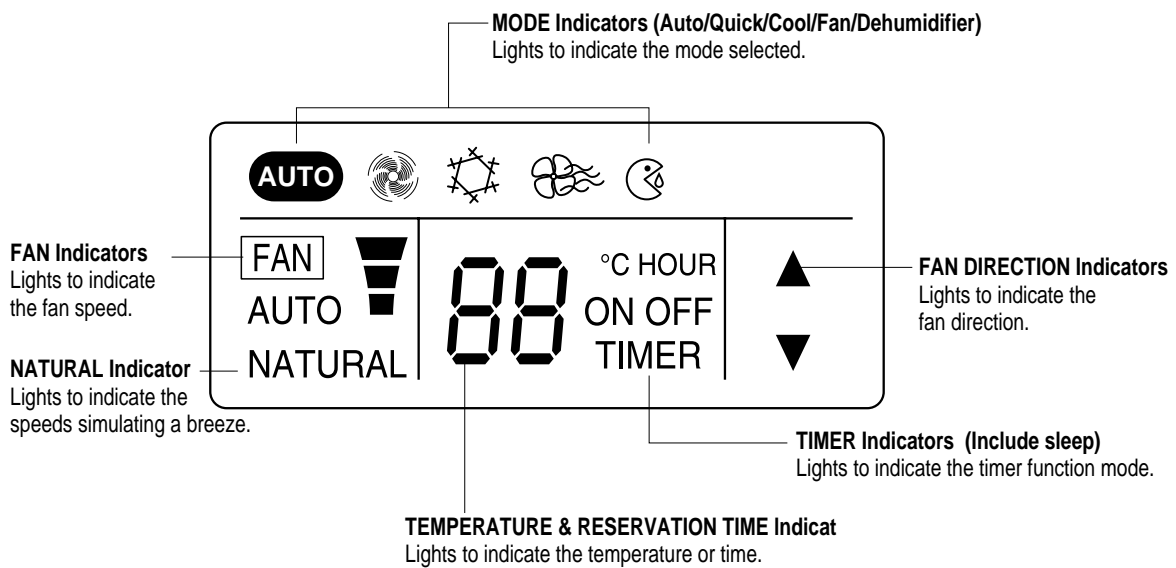 MODE Indicators (Auto/Quick/Cool/Fan/Dehumidifier)
Lights to indicate the mode selected.
AUTO
FAN Indicators
Lights to indicate
the fan speed.
NATURAL Indicator
Lights to indicate the
speeds simulating a breeze.
FAN
AUTO
NATURAL
88
°C HOUR
ON OFF
TIMER
FAN DIRECTION Indicators
Lights to indicate the
fan direction.
TIMER Indicators (Include sleep)
Lights to indicate the timer function mode.
TEMPERATURE & RESERVATION TIME Indicat
Lights to indicate the temperature or time.